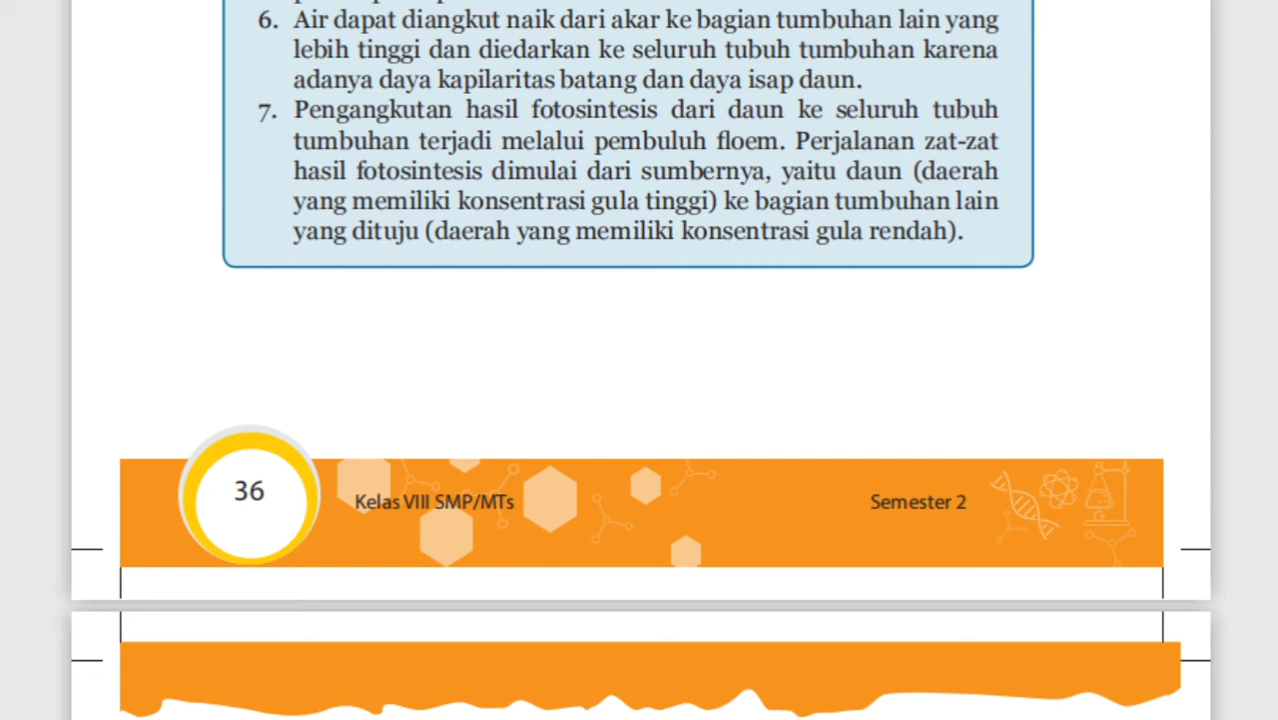 6. Air dapat diangkut naik dari akar ke bagian tumbuhan lain yang
lebih tinggi dan diedarkan ke seluruh tubuh tumbuhan karena
adanya daya kapilaritas batang dan daya isap daun.
7. Pengangkutan hasil fotosintesis dari daun ke seluruh tubuh
tumbuhan terjadi melalui pembuluh floem. Perjalanan zat-zat
hasil fotosintesis dimulai dari sumbernya, yaitu daun (daerah
yang memiliki konsentrasi gula tinggi) ke bagian tumbuhan lain
yang dituju (daerah yang memiliki konsentrasi gula rendah).
36
Kelas VIII SMP/MTs
Semester 2